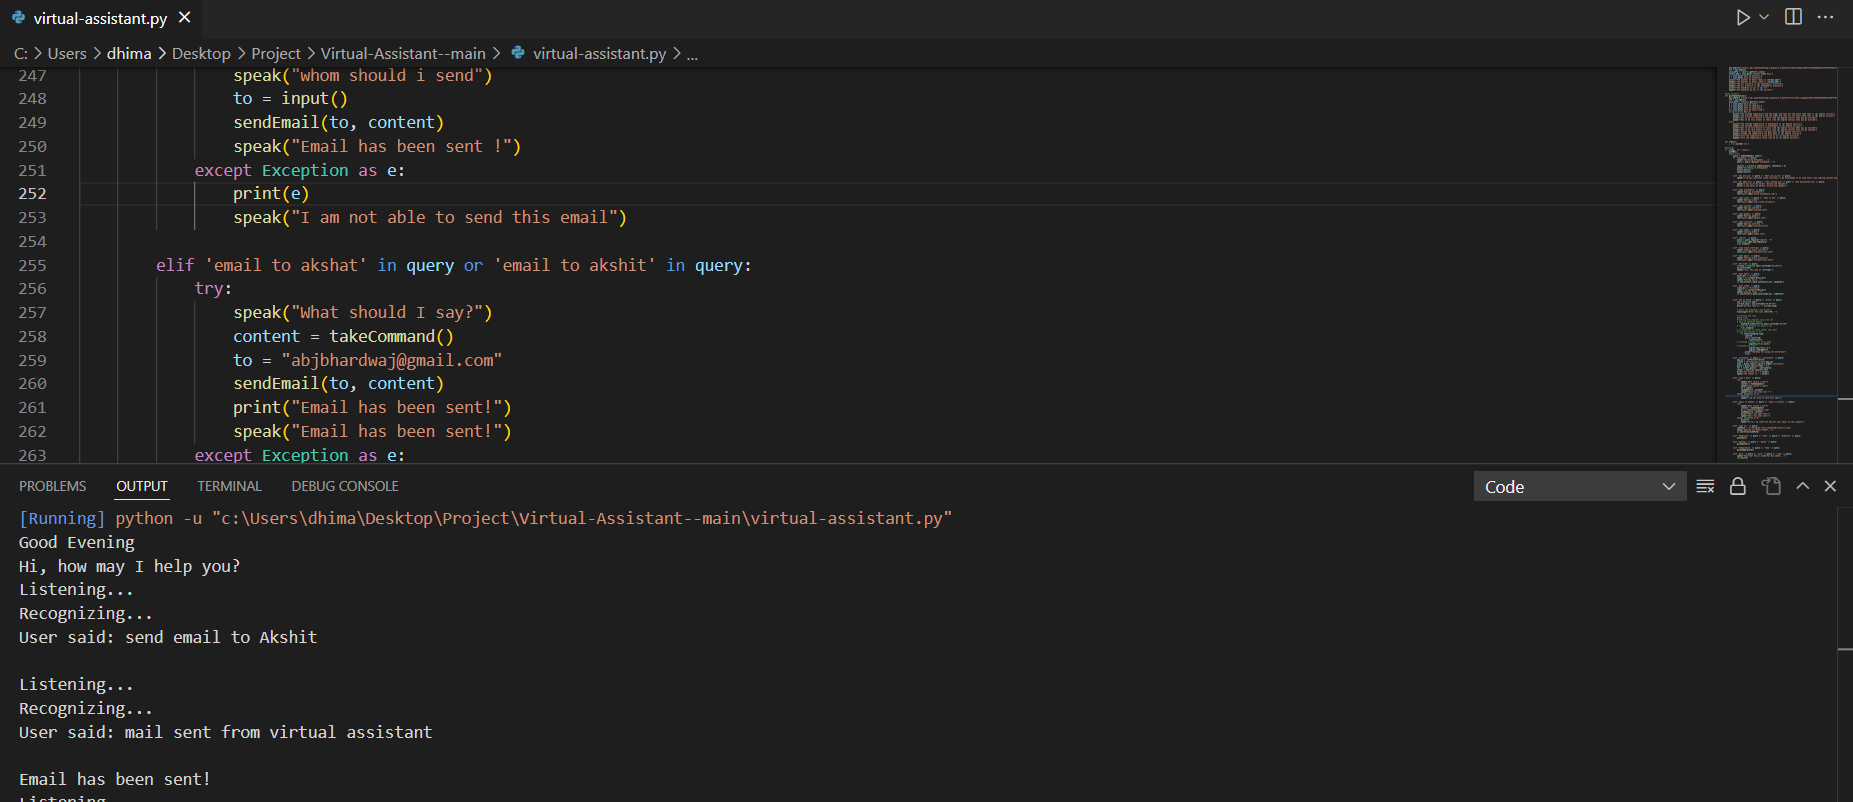 virtual-assistant.py
C: > Users > dhima > Desktop > Project > Virtual-Assistant--main > virtual-assistant.py > ...
247 speak("whom should i send")
248 to = input()
249 sendEmail(to, content)
250 speak("Email has been sent !")
251 except Exception as e:
252 print(e)
253 speak("I am not able to send this email")
254
255 elif 'email to akshat' in query or 'email to akshit' in query:
256 try:
257 speak("What should I say?")
258 content = takeCommand()
259 to = "abjbhardwaj@gmail.com"
260 sendEmail(to, content)
261 print("Email has been sent!")
262 speak("Email has been sent!")
263 except Exception as e:
PROBLEMS OUTPUT TERMINAL DEBUG CONSOLE Code
[Running] python -u "c:\Users\dhima\Desktop\Project\Virtual-Assistant--main\virtual-assistant.py"
Good Evening
Hi, how may I help you?
Listening...
Recognizing...
User said: send email to Akshit
Listening...
Recognizing...
User said: mail sent from virtual assistant
Email has been sent!
Listening